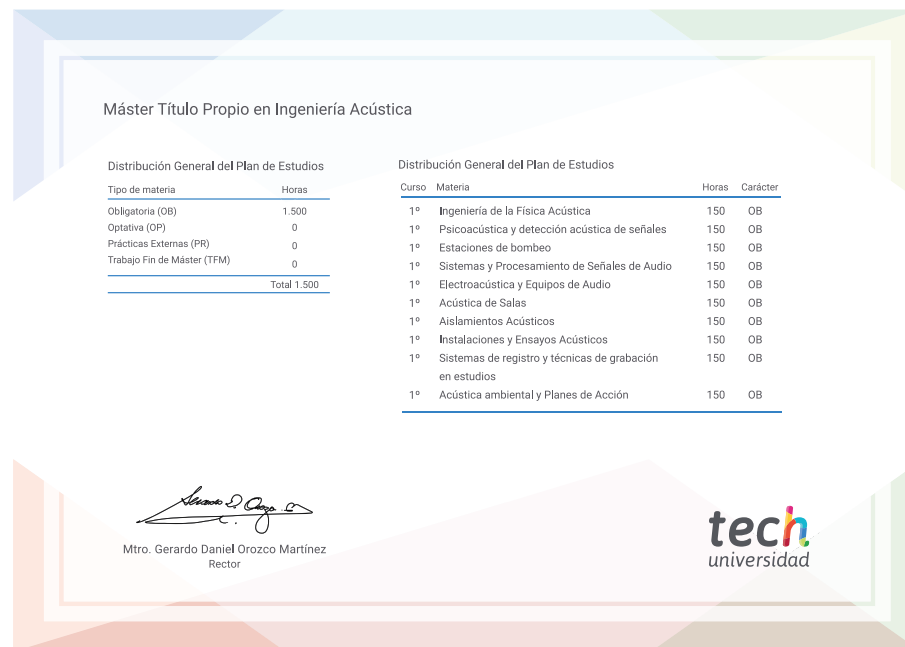 Máster Título Propio en Ingeniería Acústica
Distribución General del Plan de Estudios
Tipo de materia Horas
Obligatoria (OB) 1.500
Optativa (OP) 0
Prácticas Externas (PR) 0
Trabajo Fin de Máster (TFM) 0
Total 1.500
Distribución General del Plan de Estudios
Curso Materia Horas Carácter
1º Ingeniería de la Física Acústica 150 OB
1º Psicoacústica y detección acústica de señales 150 OB
1º Estaciones de bombeo 150 OB
1º Sistemas y Procesamiento de Señales de Audio 150 OB
1º Electroacústica y Equipos de Audio 150 OB
1º Acústica de Salas 150 OB
1º Aislamientos Acústicos 150 OB
1º Instalaciones y Ensayos Acústicos 150 OB
1º Sistemas de registro y técnicas de grabación 150 OB
en estudios
1º Acústica ambiental y Planes de Acción 150 OB
Mtro. Gerardo Daniel Orozco Martínez
Rector
tech
universidad